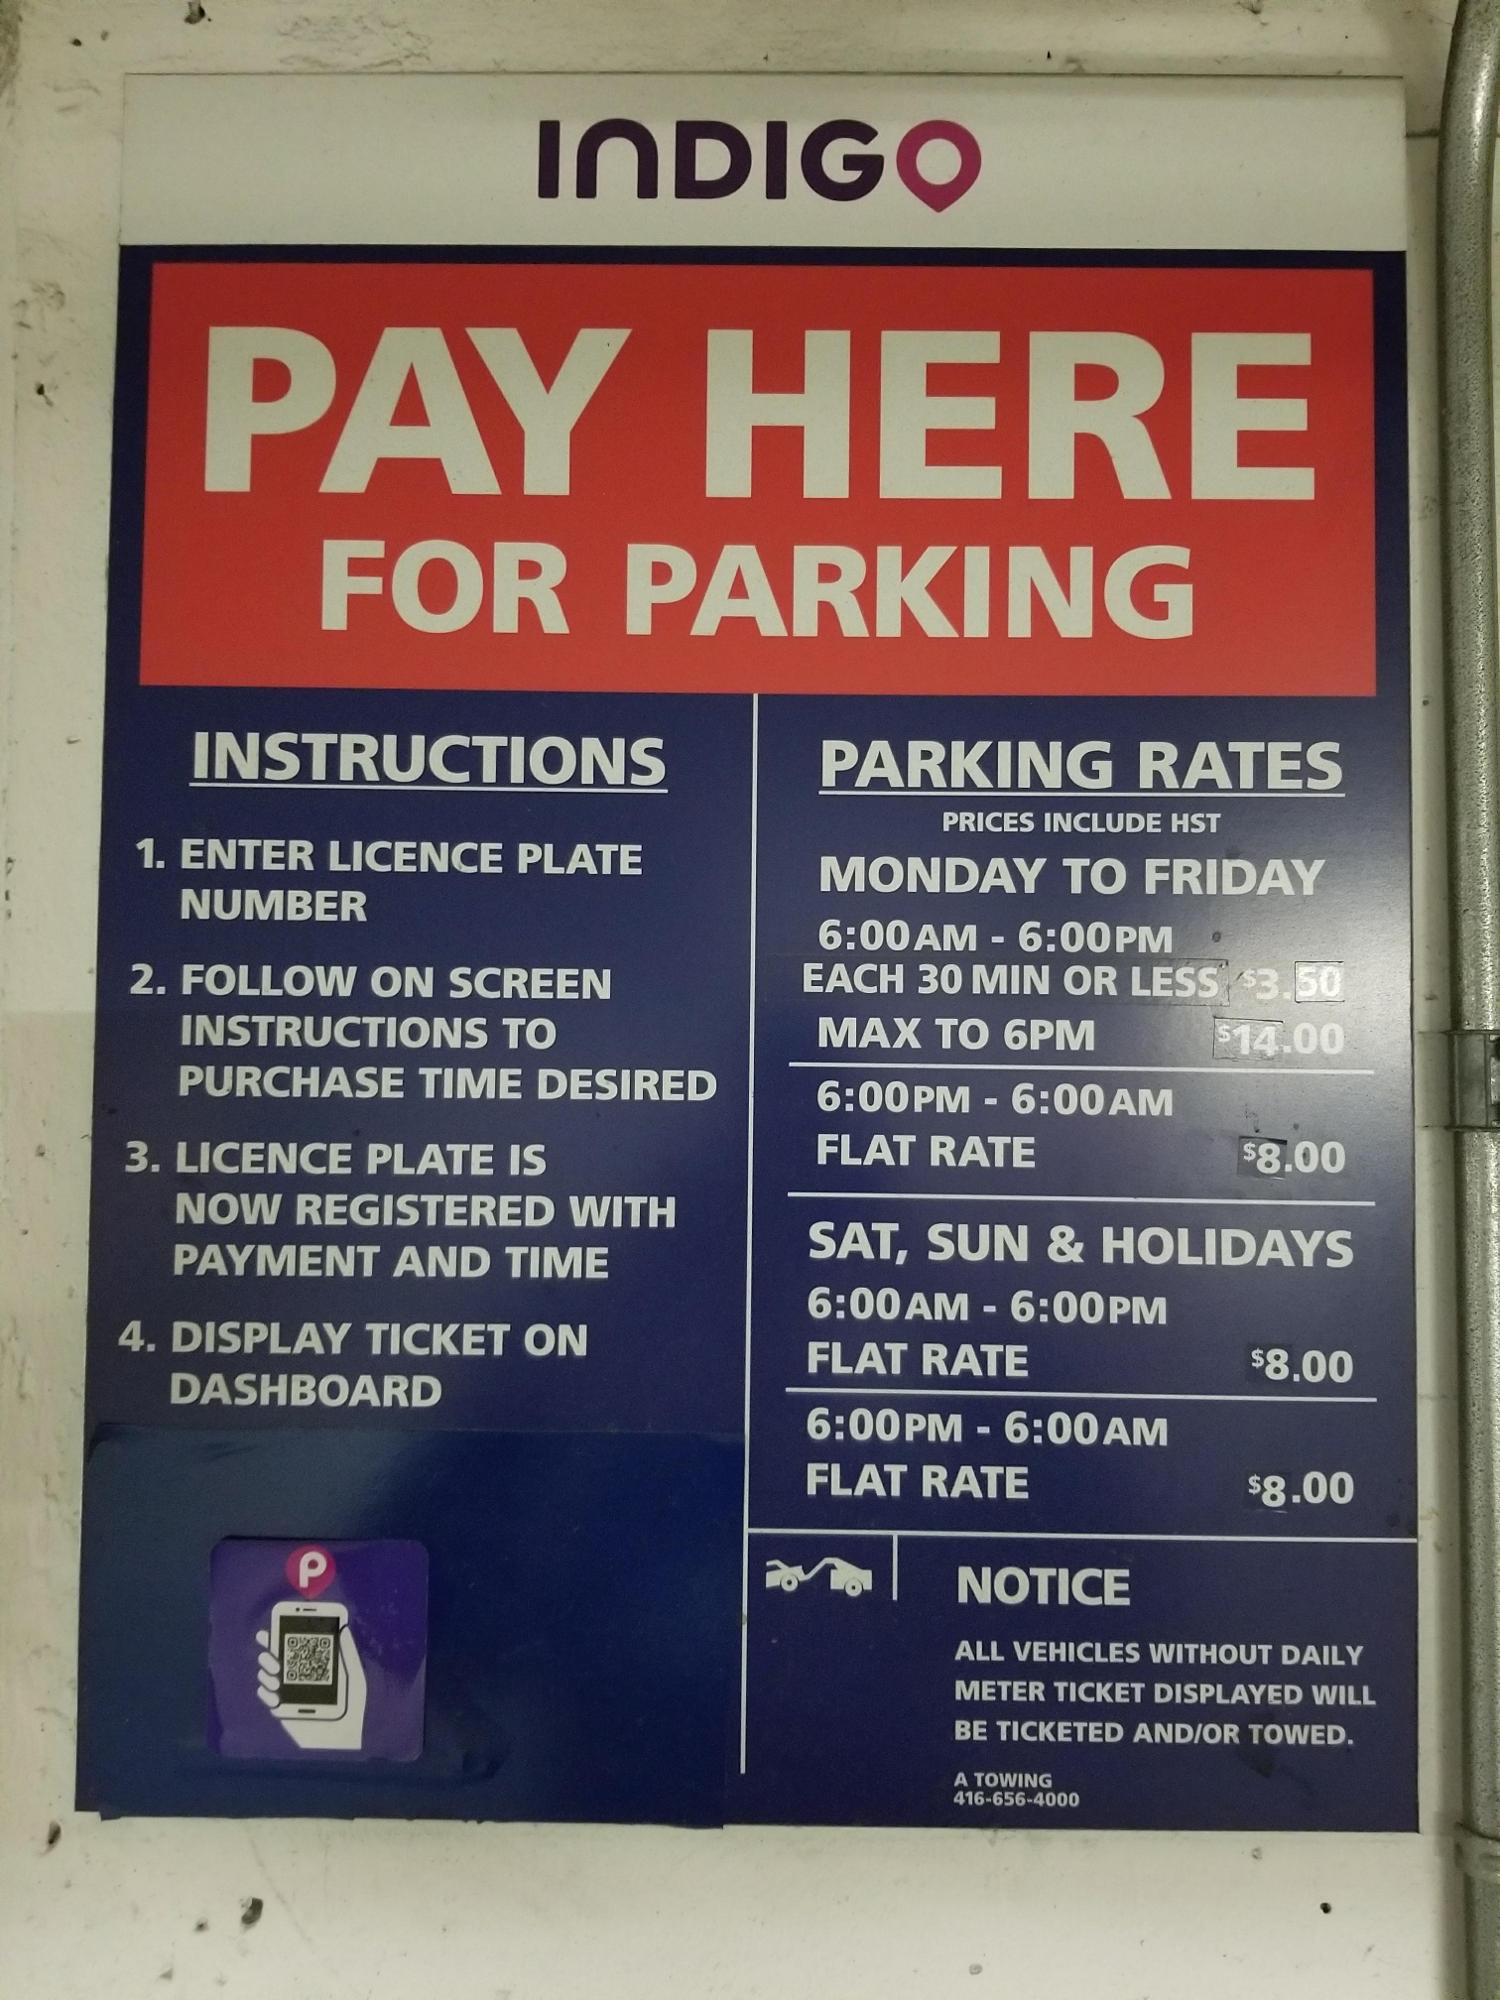 INDIGO
PAY HERE
FOR PARKING
INSTRUCTIONS
1. ENTER LICENCE PLATE
NUMBER
2. FOLLOW ON SCREEN
INSTRUCTIONS TO
PURCHASE TIME DESIRED
3. LICENCE PLATE IS
NOW REGISTERED WITH
PAYMENT AND TIME
4. DISPLAY TICKET ON
DASHBOARD
P
PARKING RATES
PRICES INCLUDE HST
MONDAY TO FRIDAY
6:00AM - 6:00PM
EACH 30 MIN OR LESS $3.50
MAX TO 6PM $14.00
6:00PM - 6:00AM
FLAT RATE $8.00
SAT, SUN & HOLIDAYS
6:00AM - 6:00PM
FLAT RATE $8.00
6:00PM - 6:00AM
FLAT RATE $8.00
NOTICE
ALL VEHICLES WITHOUT DAILY
METER TICKET DISPLAYED WILL
BE TICKETED AND/OR TOWED.
A TOWING
416-656-4000